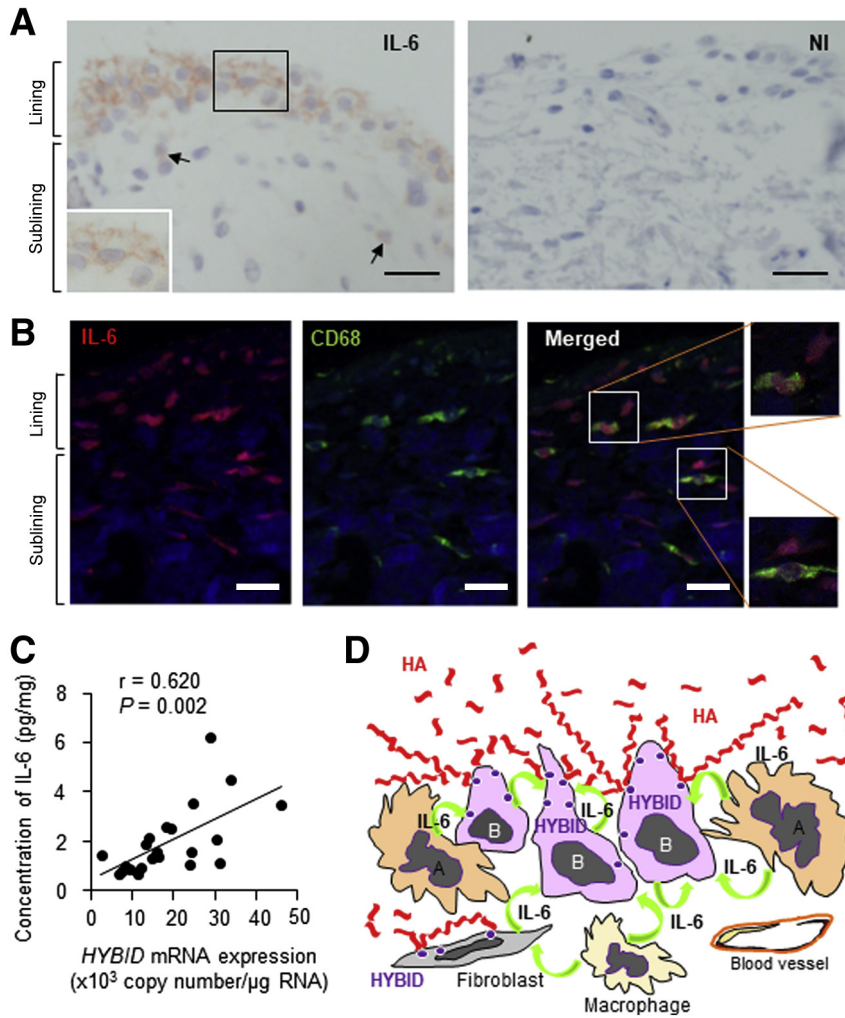 A
IL-6
NI
Lining
Sublining
B
IL-6
CD68
Merged
Lining
Sublining
C
r = 0.620
P = 0.002
Concentration of IL-6 (pg/mg)
8
6
4
2
0
0 10 20 30 40 50
HYBID mRNA expression
(x10³ copy number/µg RNA)
D
HA
HA
IL-6
IL-6
HYBID
IL-6
HYBID
A
B
B
B
A
IL-6
IL-6
IL-6
HYBID
Fibroblast
Macrophage
Blood vessel